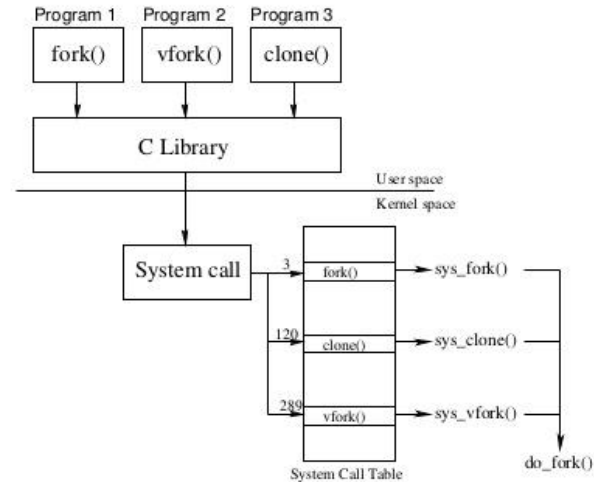 Program 1
Program 2
Program 3
fork()
vfork()
clone()
C Library
User space
Kernel space
System call
3
fork()
sys_fork()
120
clone()
sys_clone()
289
vfork()
sys_vfork()
do_fork()
System Call Table